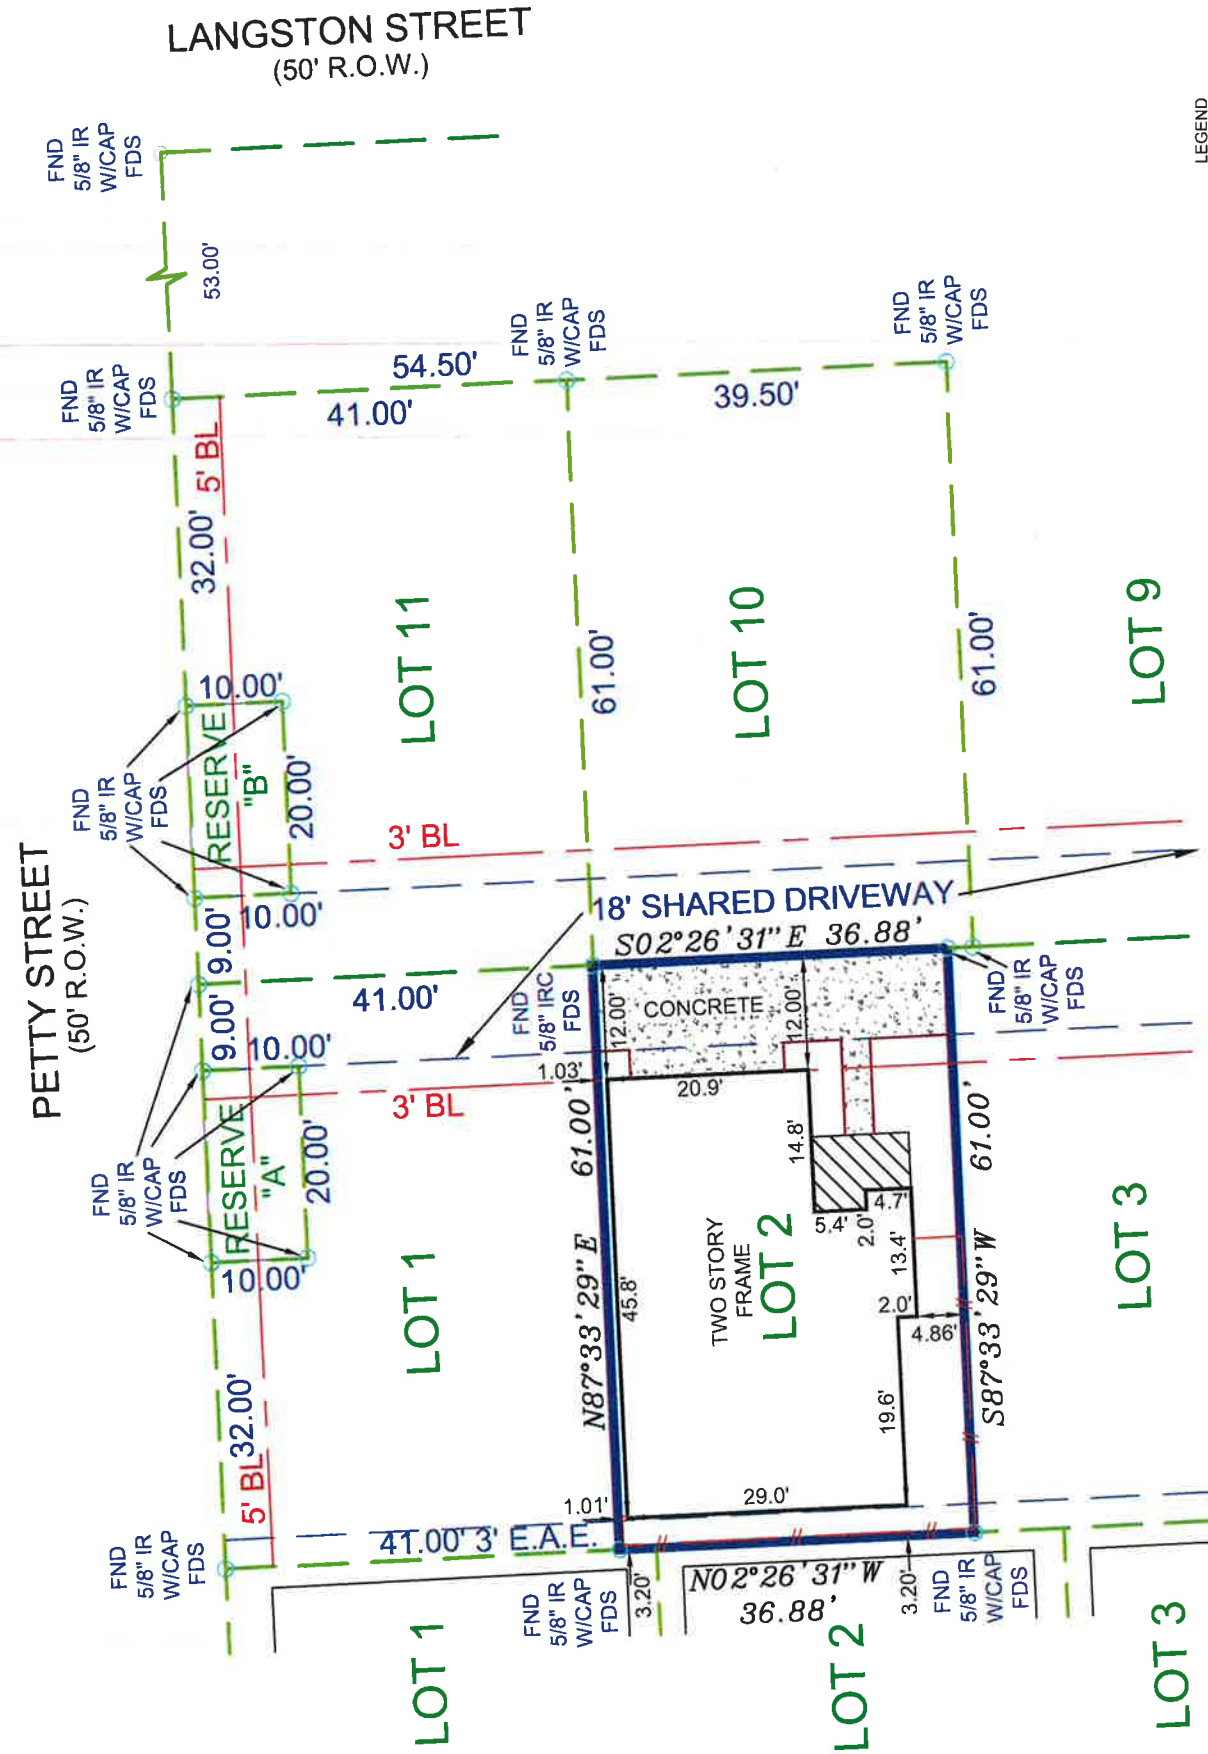 LANGSTON STREET
(50' R.O.W.)
LEGEND
FND
5/8" IR
W/CAP
FDS
53.00'
FND
5/8" IR
W/CAP
FDS
54.50'
41.00'
FND
5/8" IR
W/CAP
FDS
39.50'
FND
5/8" IR
W/CAP
FDS
5' BL
32.00'
LOT 11
61.00'
LOT 10
61.00'
LOT 9
10.00'
RESERVE
"B"
20.00'
FND
5/8" IR
W/CAP
FDS
3' BL
PETTY STREET
(50' R.O.W.)
10.00'
9.00'
18' SHARED DRIVEWAY
S02°26'31"E 36.88'
9.00'
41.00'
FND
5/8" IRC
FDS
12.00'
CONCRETE
12.00'
FND
5/8" IR
W/CAP
FDS
10.00'
1.03'
20.9'
3' BL
RESERVE
"A"
20.00'
FND
5/8" IR
W/CAP
FDS
10.00'
61.00'
N87°33'29"E
14.8'
61.00'
S87°33'29"W
5.4'
2.0'
4.7'
13.4'
2.0'
4.86'
45.8'
TWO STORY
FRAME
LOT 2
LOT 1
LOT 3
32.00'
5' BL
19.6'
29.0'
1.01'
41.00' 3' E.A.E.
FND
5/8" IR
W/CAP
FDS
FND
5/8" IR
W/CAP
FDS
3.20'
N02°26'31"W
36.88'
3.20'
FND
5/8" IR
W/CAP
FDS
LOT 1
LOT 2
LOT 3